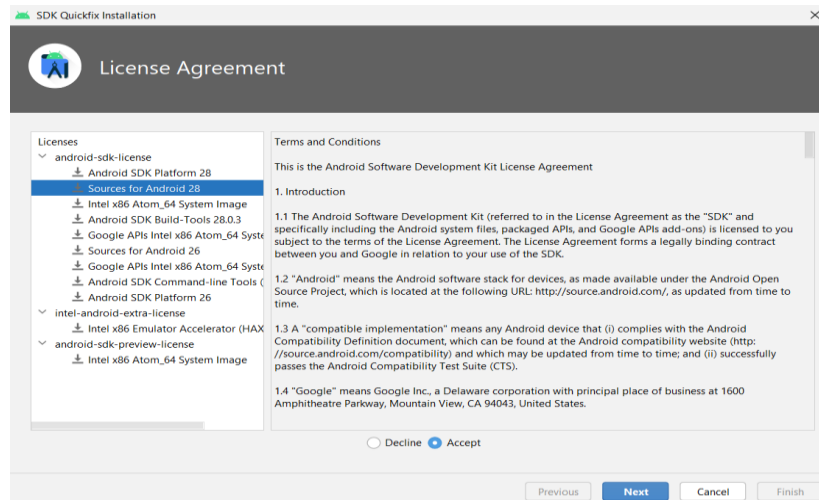 SDK Quickfix Installation
License Agreement
Licenses
android-sdk-license
Android SDK Platform 28
Sources for Android 28
Intel x86 Atom_64 System Image
Android SDK Build-Tools 28.0.3
Google APIs Intel x86 Atom_64 Syste
Sources for Android 26
Google APIs Intel x86 Atom_64 Syste
Android SDK Command-line Tools (
Android SDK Platform 26
intel-android-extra-license
Intel x86 Emulator Accelerator (HAX
android-sdk-preview-license
Intel x86 Atom_64 System Image
Terms and Conditions
This is the Android Software Development Kit License Agreement
1. Introduction
1.1 The Android Software Development Kit (referred to in the License Agreement as the "SDK" and
specifically including the Android system files, packaged APIs, and Google APIs add-ons) is licensed to you
subject to the terms of the License Agreement. The License Agreement forms a legally binding contract
between you and Google in relation to your use of the SDK.
1.2 "Android" means the Android software stack for devices, as made available under the Android Open
Source Project, which is located at the following URL: http://source.android.com/, as updated from time to
time.
1.3 A "compatible implementation" means any Android device that (i) complies with the Android
Compatibility Definition document, which can be found at the Android compatibility website (http:
//source.android.com/compatibility) and which may be updated from time to time; and (ii) successfully
passes the Android Compatibility Test Suite (CTS).
1.4 "Google" means Google Inc., a Delaware corporation with principal place of business at 1600
Amphitheatre Parkway, Mountain View, CA 94043, United States.
Decline Accept
Previous Next Cancel Finish